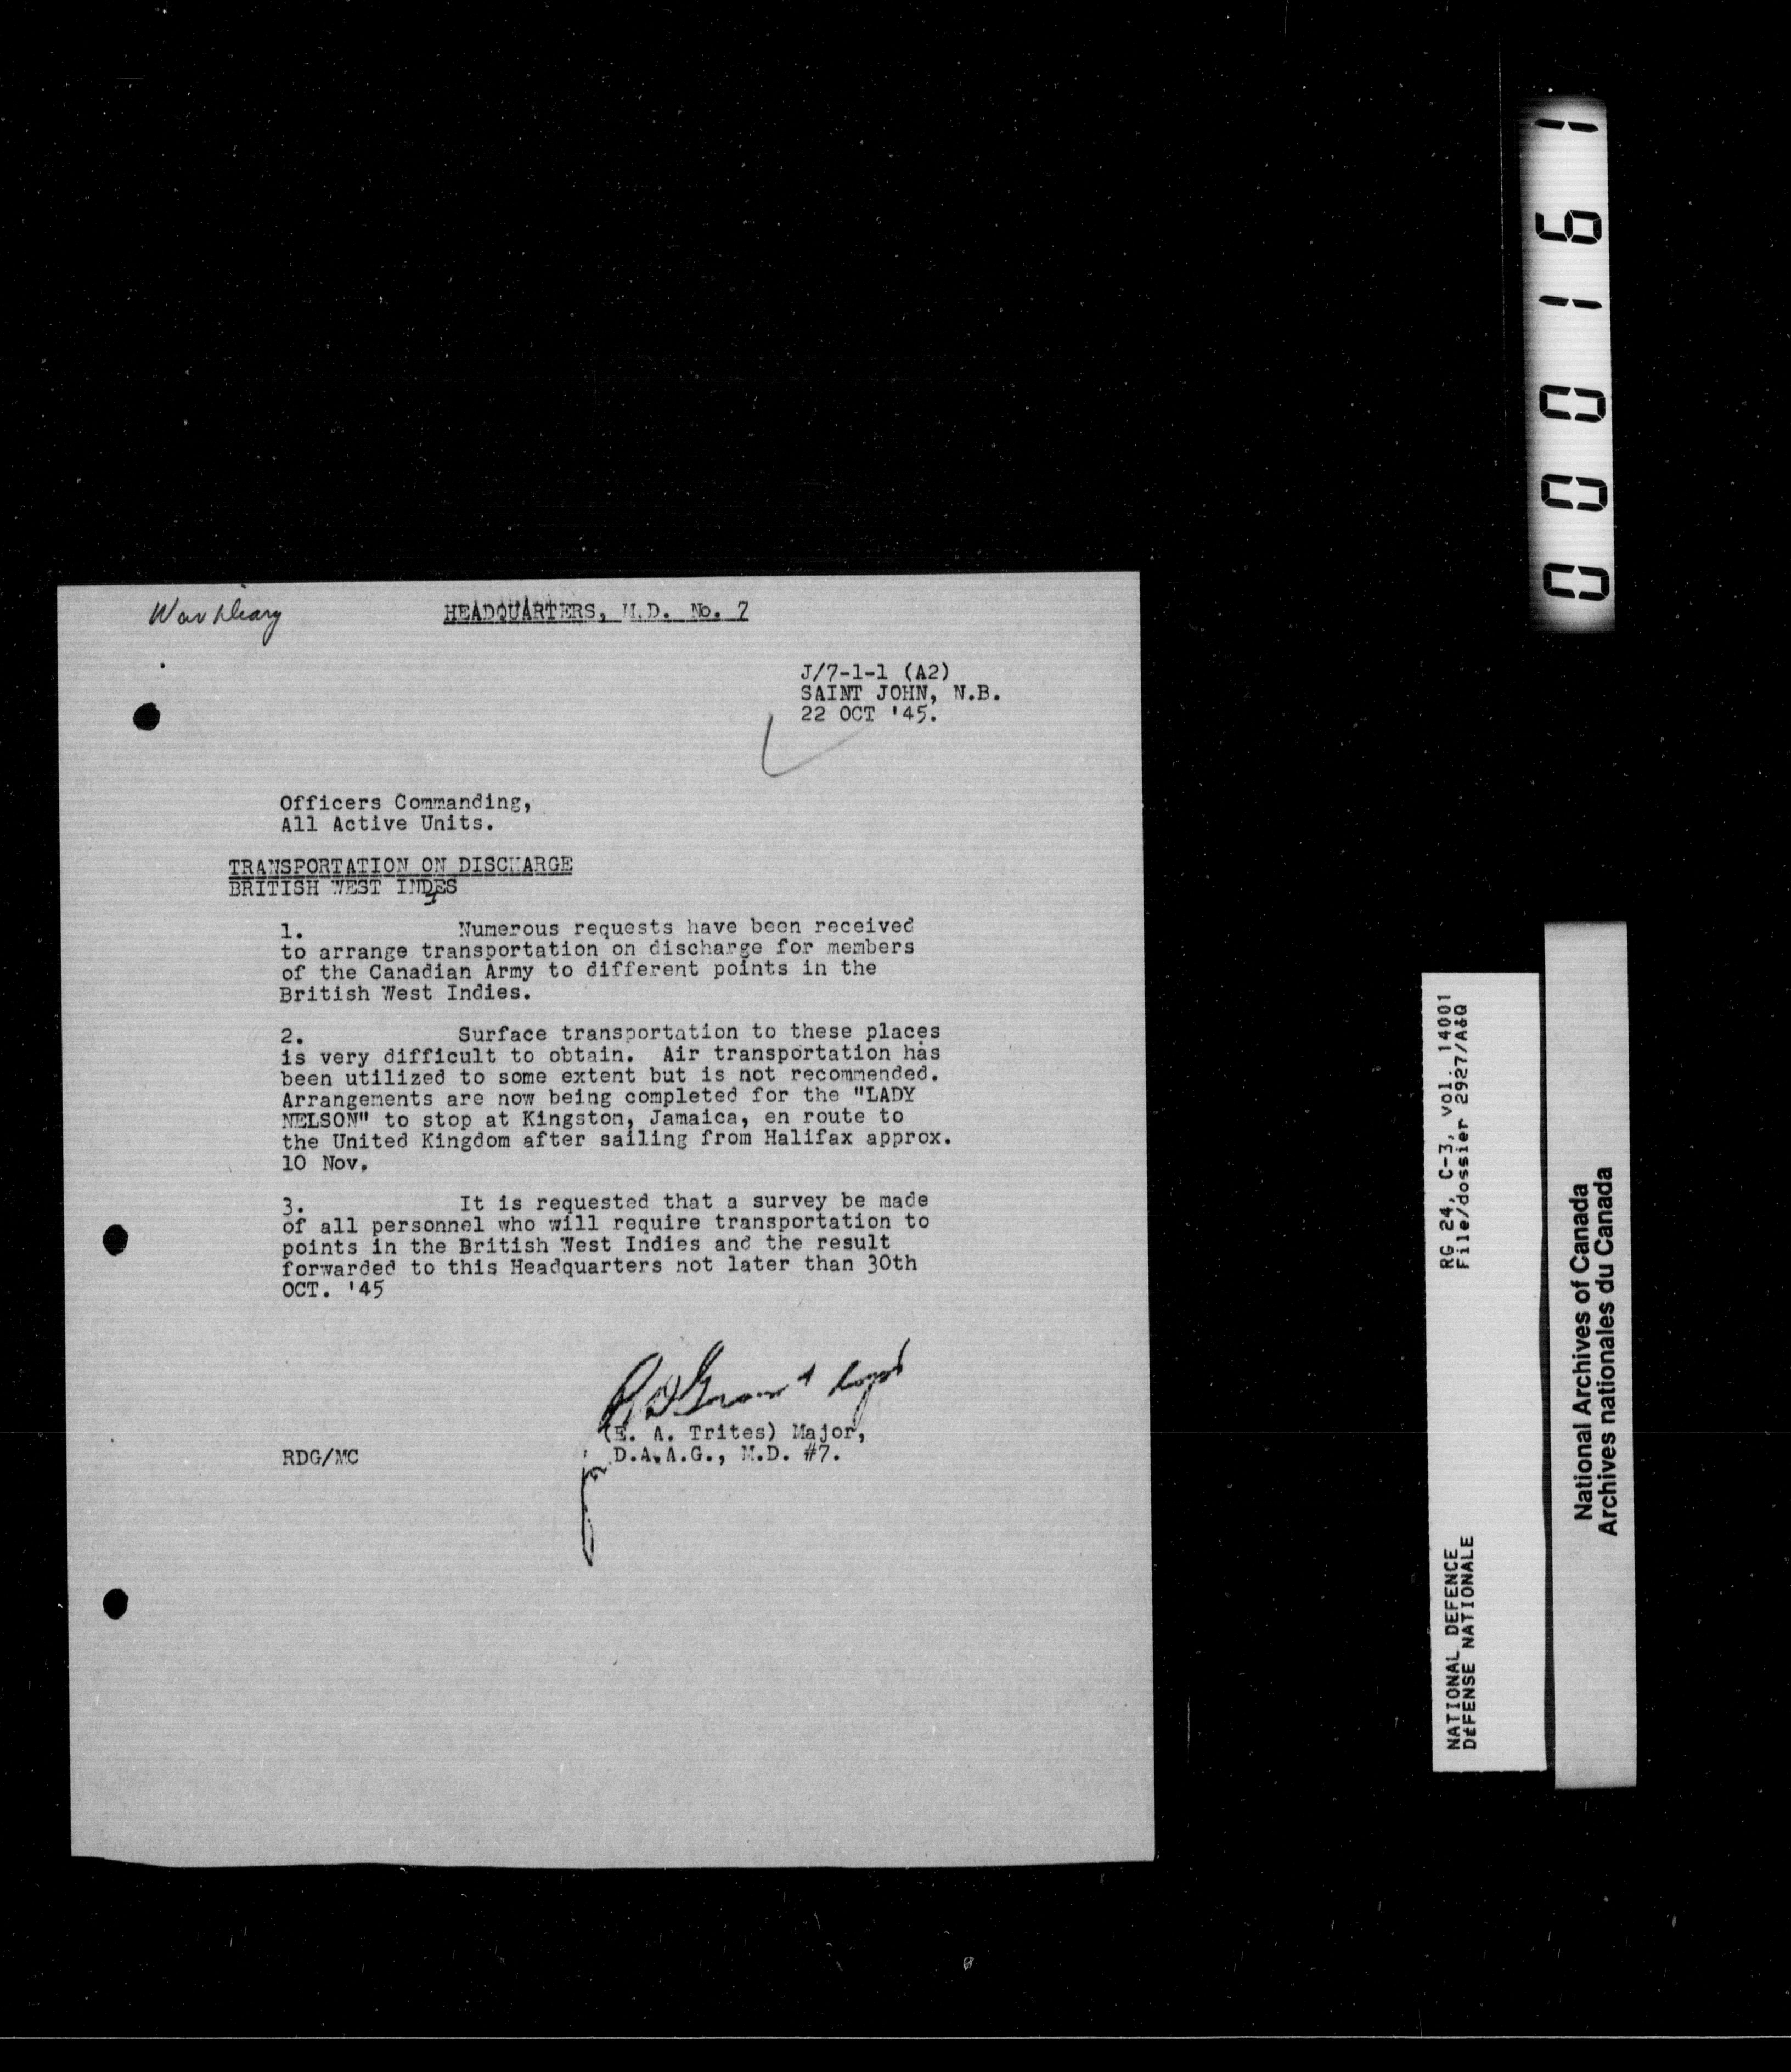 War Diary
HEADQUARTERS, M.D. No. 7
J/7-1-1 (A2)
SAINT JOHN, N.B.
22 OCT '45.
Officers Commanding,
All Active Units.
TRANSPORTATION ON DISCHARGE
BRITISH WEST INDES
1. Numerous requests have been received
to arrange transportation on discharge for members
of the Canadian Army to different points in the
British West Indies.
2. Surface transportation to these places
is very difficult to obtain. Air transportation has
been utilized to some extent but is not recommended.
Arrangements are now being completed for the "LADY
NELSON" to stop at Kingston, Jamaica, en route to
the United Kingdom after sailing from Halifax approx.
10 Nov.
3. It is requested that a survey be made
of all personnel who will require transportation to
points in the British West Indies and the result
forwarded to this Headquarters not later than 30th
OCT. '45
RDGrant Capt
(E. A. Trites) Major,
for D.A.A.G., M.D. #7.
RDG/MC
000161
RG 24, C-3, vol. 14001
File/dossier 2927/A&Q
NATIONAL DEFENCE
DÉFENSE NATIONALE
National Archives of Canada
Archives nationales du Canada